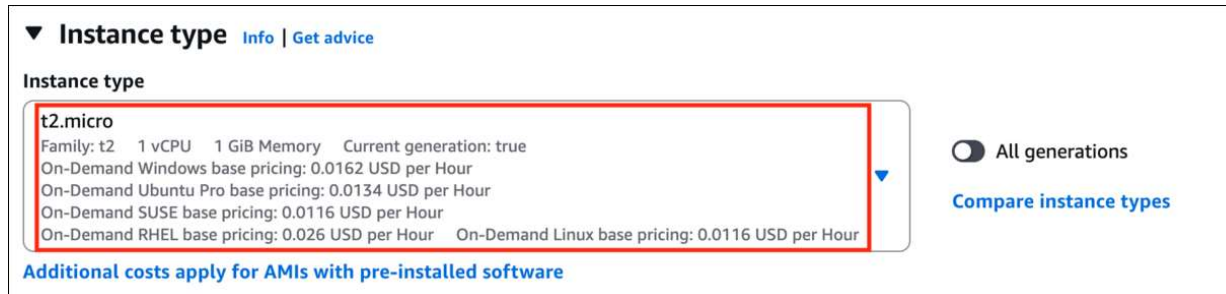 ▼ Instance type Info | Get advice
Instance type
t2.micro
Family: t2 1 vCPU 1 GiB Memory Current generation: true
On-Demand Windows base pricing: 0.0162 USD per Hour
On-Demand Ubuntu Pro base pricing: 0.0134 USD per Hour
On-Demand SUSE base pricing: 0.0116 USD per Hour
On-Demand RHEL base pricing: 0.026 USD per Hour On-Demand Linux base pricing: 0.0116 USD per Hour
All generations
Compare instance types
Additional costs apply for AMIs with pre-installed software